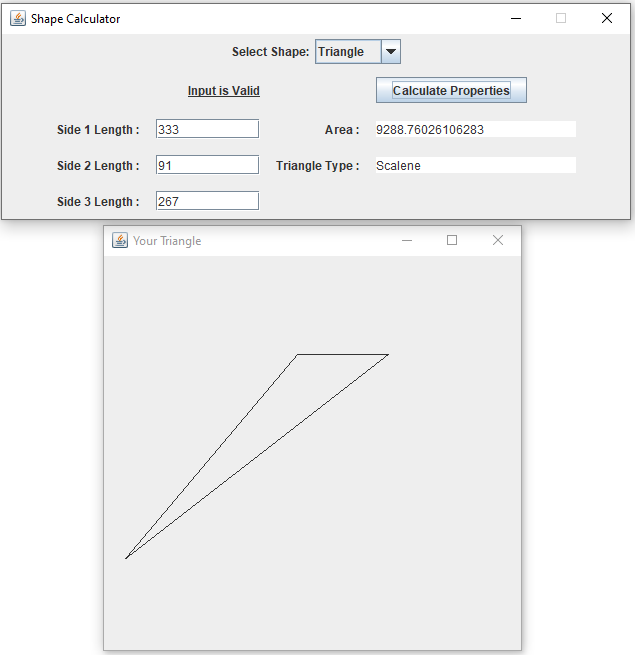 Shape Calculator
Select Shape: Triangle
Input is Valid
Calculate Properties
Side 1 Length : 333
Area : 9288.76026106283
Side 2 Length : 91
Triangle Type : Scalene
Side 3 Length : 267
Your Triangle